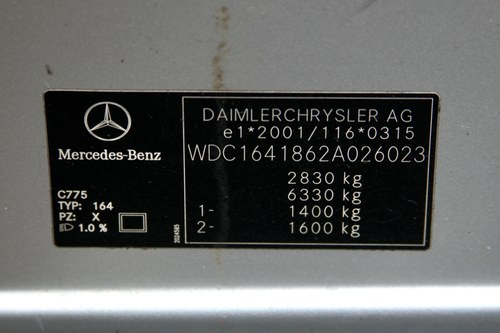 Mercedes-Benz
C775
TYP: 164
PZ: X
1.0 %
7024585
DAIMLERCHRYSLER AG
e1*2001/116*0315
WDC1641862A026023
2830 kg
6330 kg
1- 1400 kg
2- 1600 kg